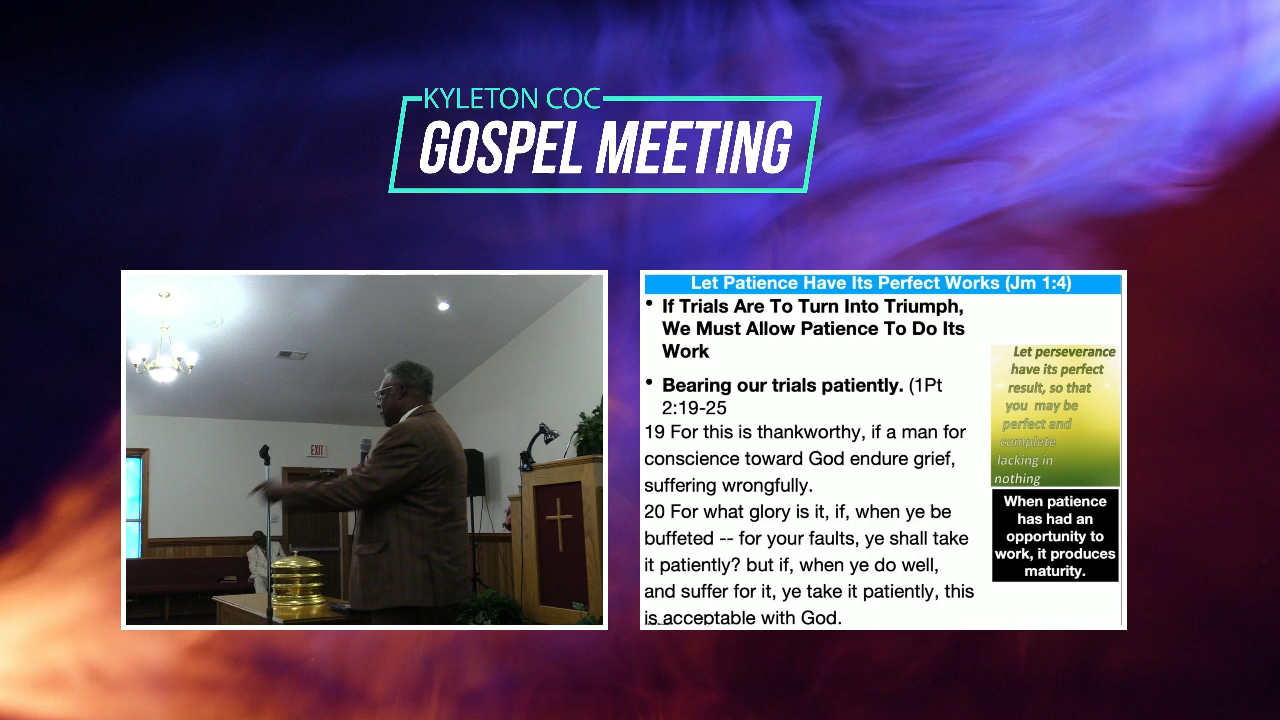 KYLETON COC
GOSPEL MEETING
EXIT
Let Patience Have Its Perfect Works (Jm 1:4)
• If Trials Are To Turn Into Triumph,
We Must Allow Patience To Do Its
Work
• Bearing our trials patiently. (1Pt
2:19-25
19 For this is thankworthy, if a man for
conscience toward God endure grief,
suffering wrongfully.
20 For what glory is it, if, when ye be
buffeted -- for your faults, ye shall take
it patiently? but if, when ye do well,
and suffer for it, ye take it patiently, this
is acceptable with God.
Let perseverance
have its perfect
result, so that
you may be
perfect and
complete
lacking in
nothing
When patience
has had an
opportunity to
work, it produces
maturity.